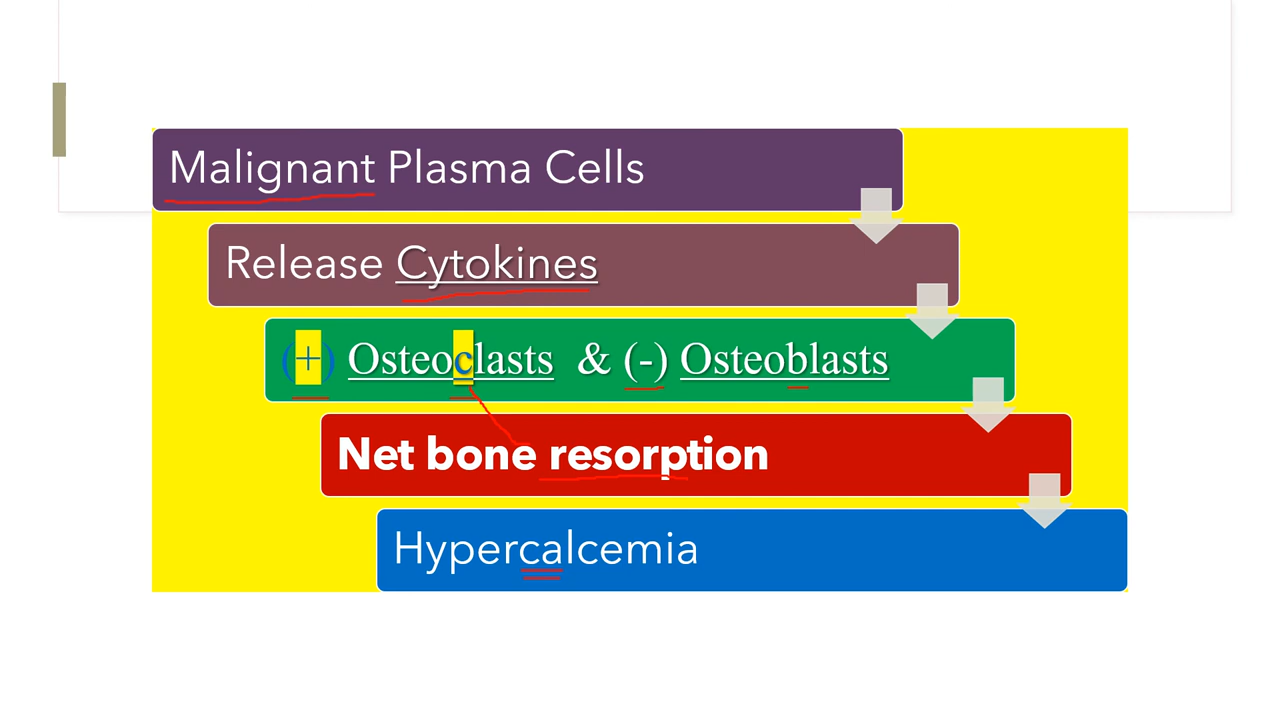 Malignant Plasma Cells
Release Cytokines
(+) Osteoclasts & (-) Osteoblasts
Net bone resorption
Hypercalcemia